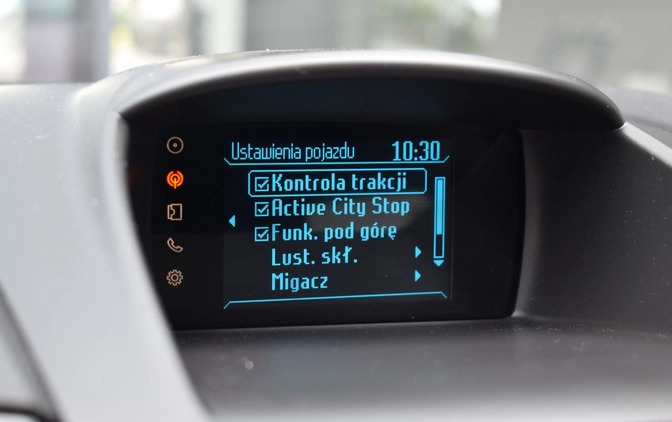 Ustawienia pojazdu 10:30
Kontrola trakcji
Active City Stop
Funk. pod górę
Lust. skł.
Migacz